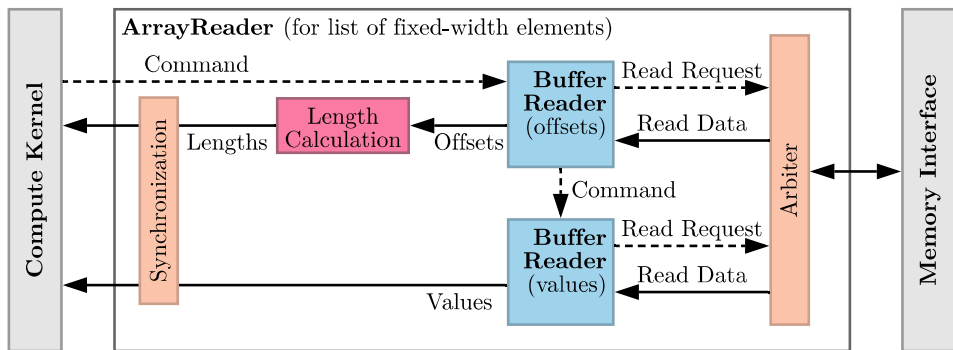 ArrayReader (for list of fixed-width elements)
Compute Kernel
Command
Buffer
Reader
(offsets)
Read Request
Read Data
Length
Calculation
Lengths
Offsets
Synchronization
Command
Arbiter
Memory Interface
Buffer
Reader
(values)
Read Request
Read Data
Values